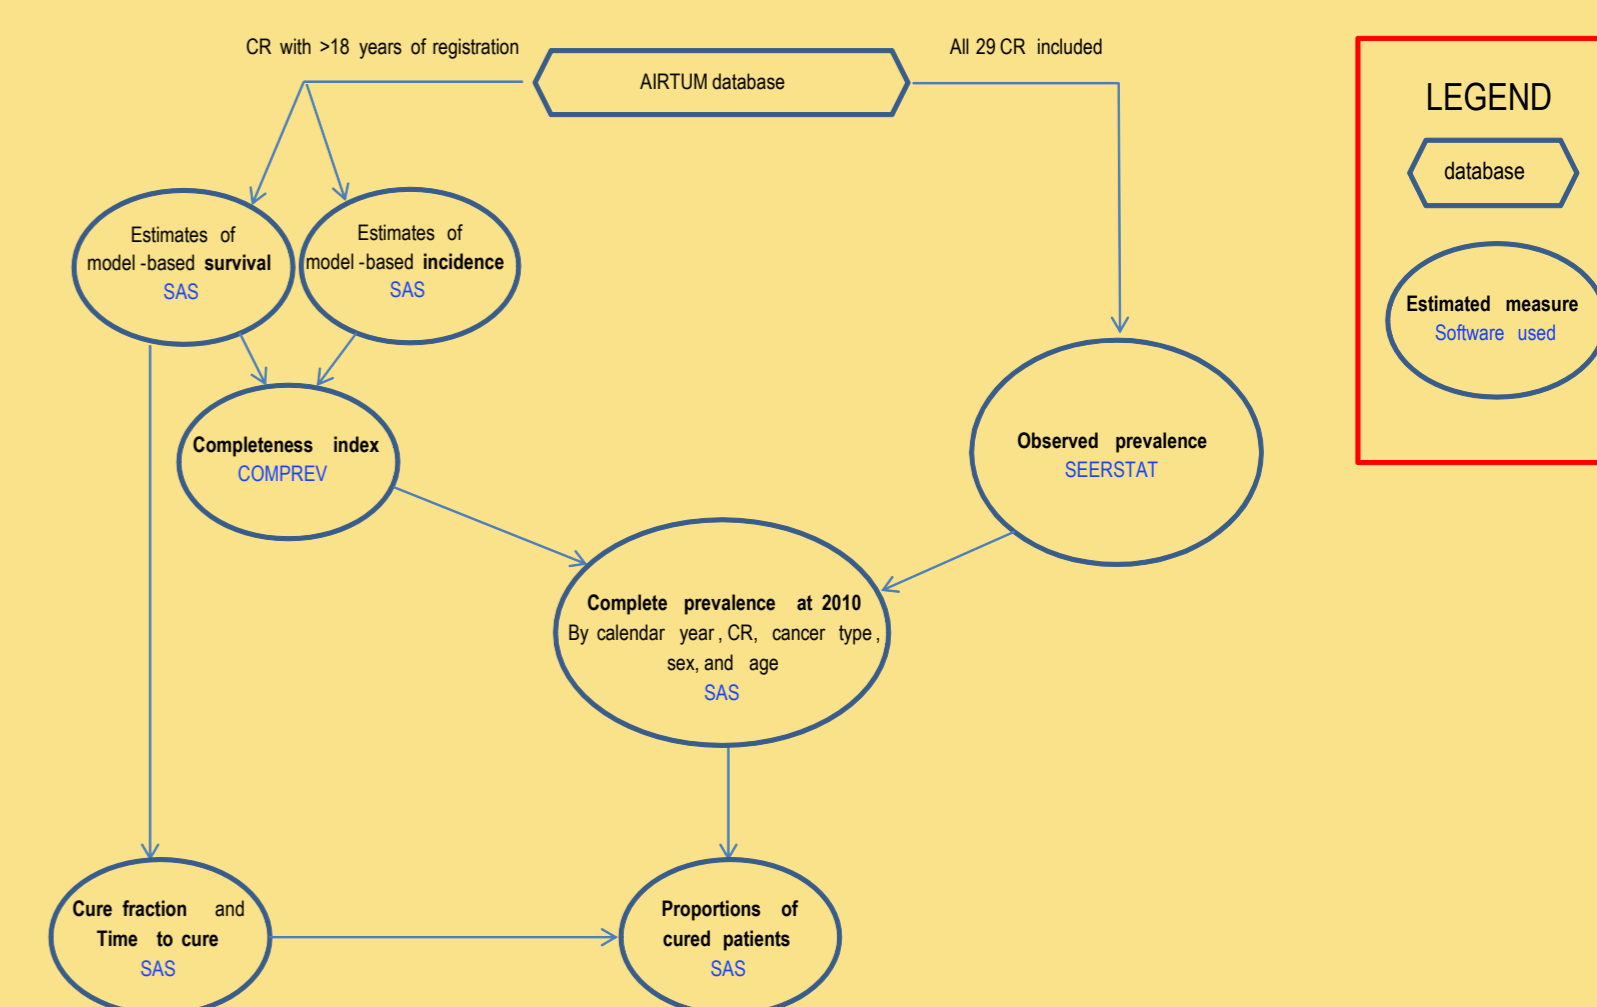 CR with >18 years of registration
AIRTUM database
All 29 CR included
LEGEND
database
Estimated measure
Software used
Estimates of
model-based survival
SAS
Estimates of
model-based incidence
SAS
Completeness index
COMPREV
Observed prevalence
SEERSTAT
Complete prevalence at 2010
By calendar year, CR, cancer type,
sex, and age
SAS
Cure fraction and
Time to cure
SAS
Proportions of
cured patients
SAS